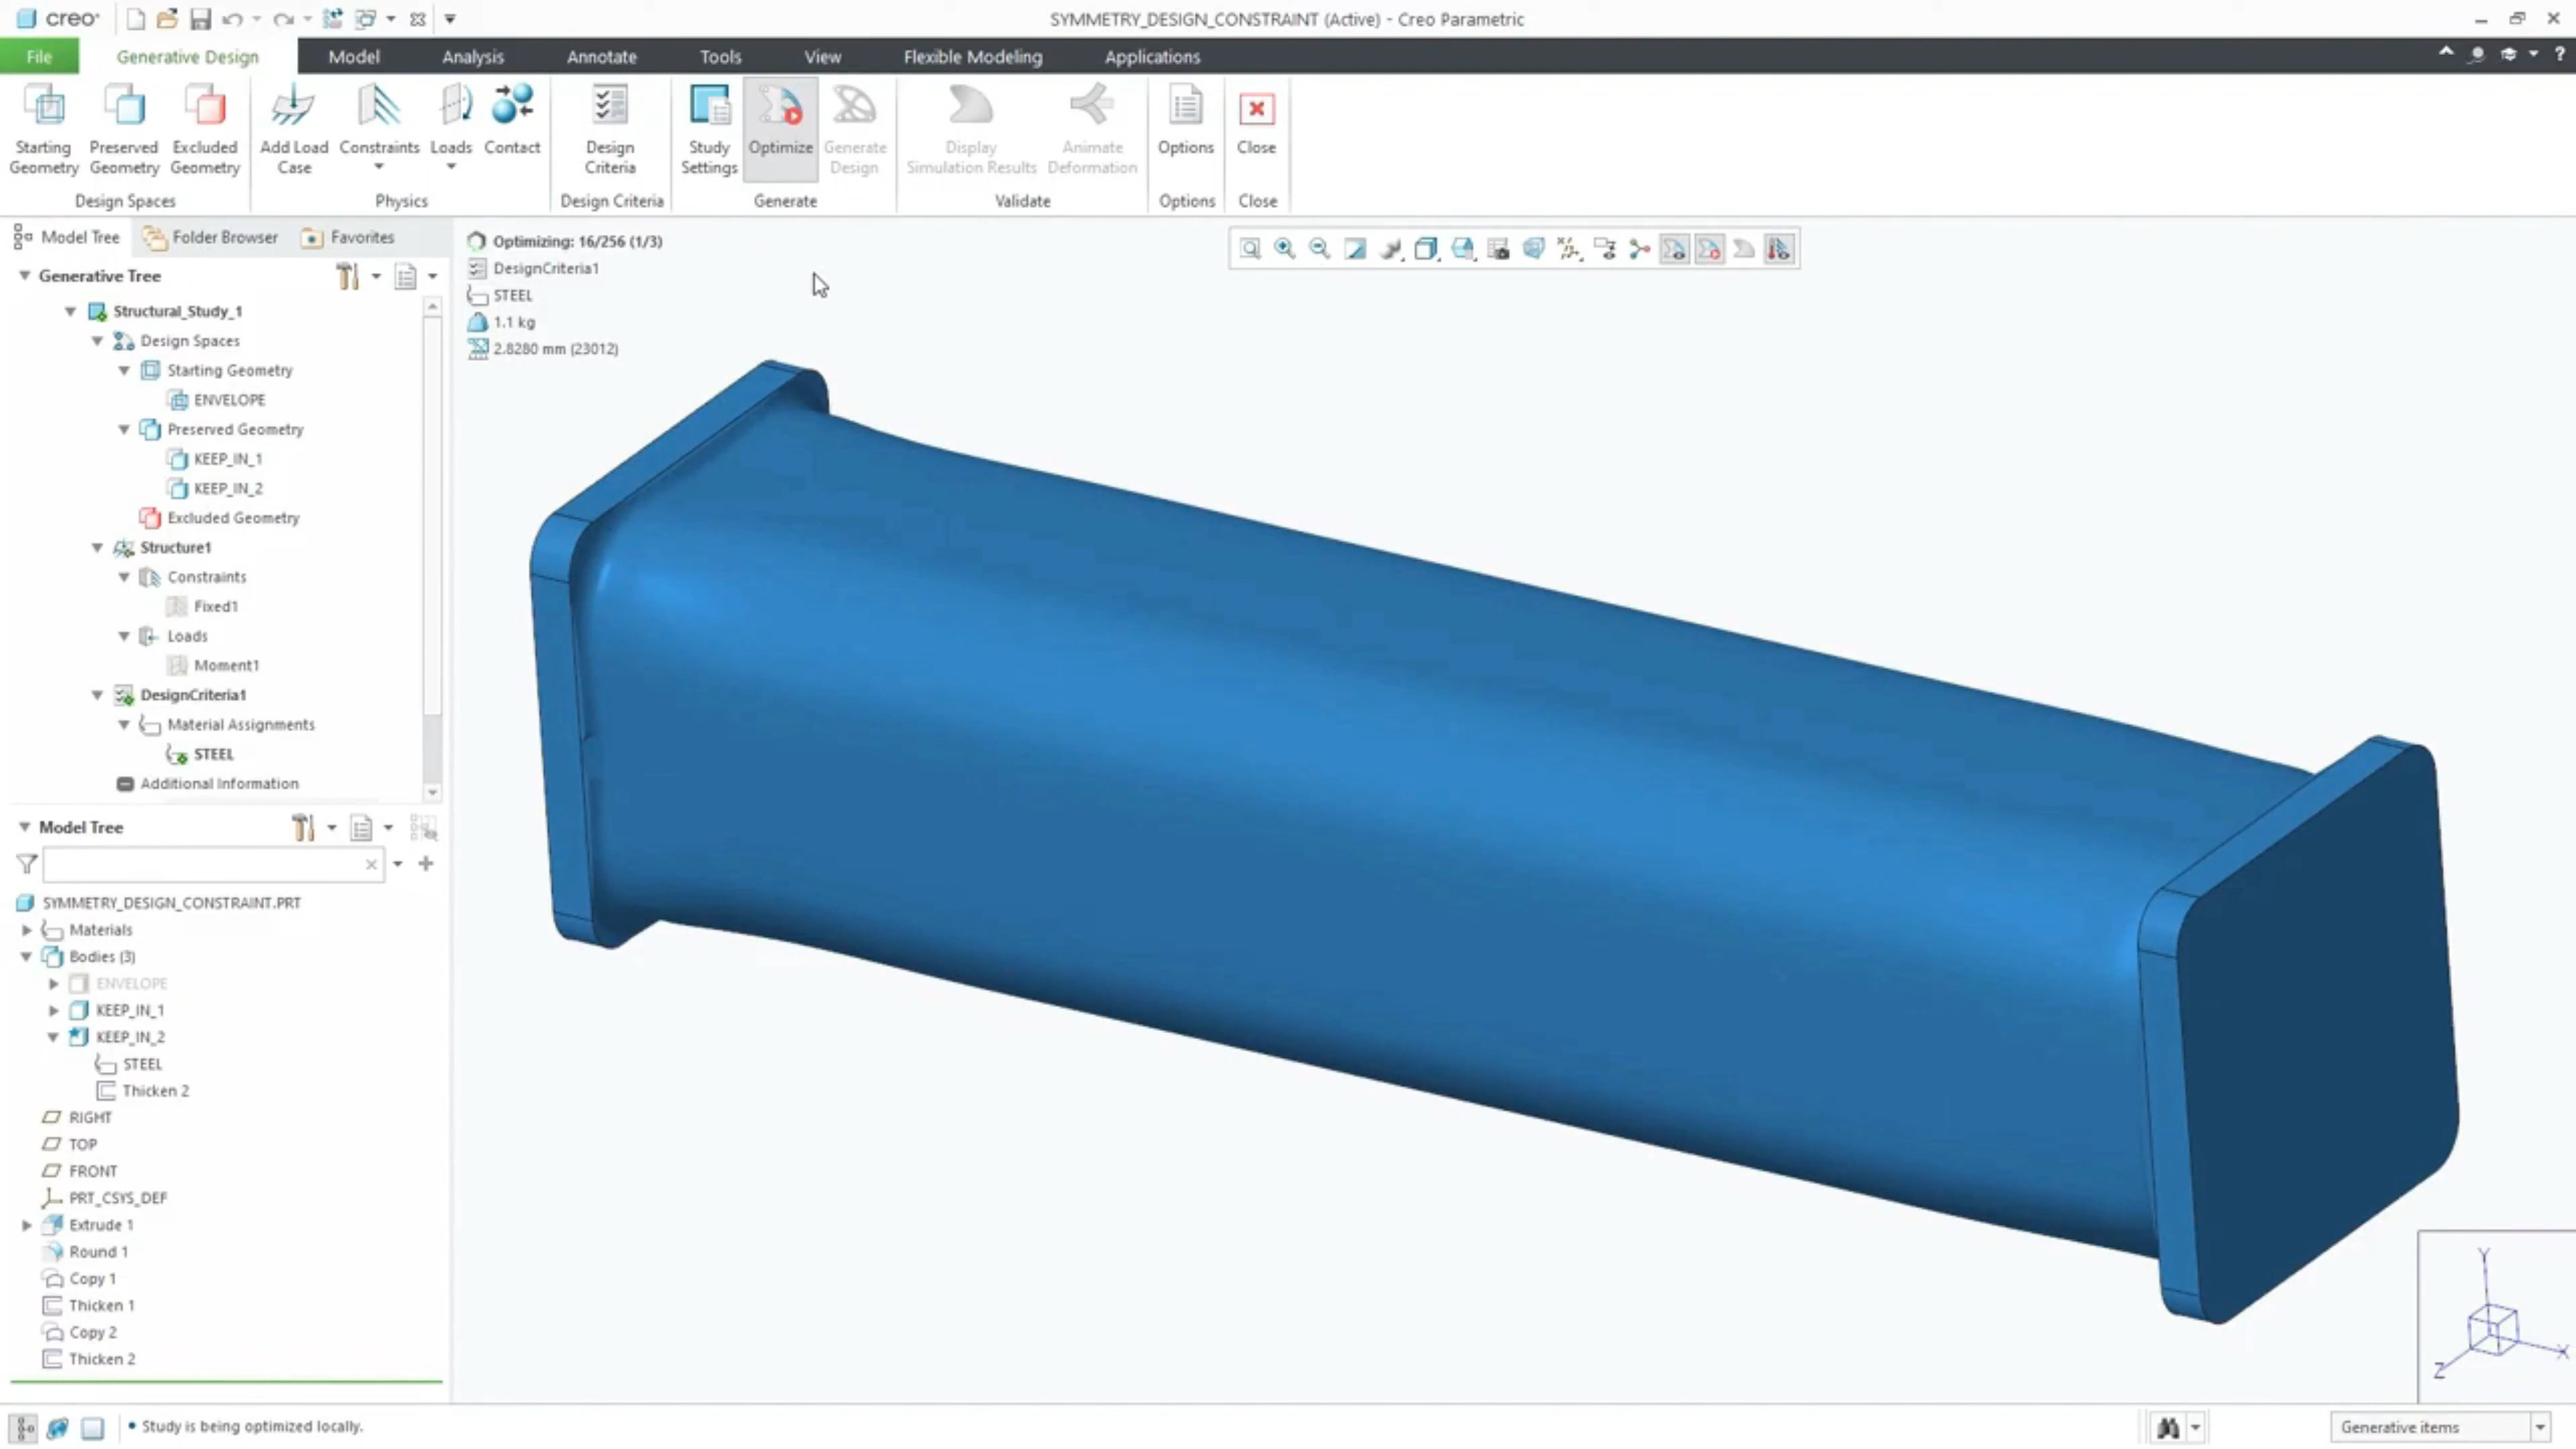 creo
SYMMETRY_DESIGN_CONSTRAINT (Active) - Creo Parametric
File
Generative Design
Model
Analysis
Annotate
Tools
View
Flexible Modeling
Applications
?
Starting Geometry
Preserved Geometry
Excluded Geometry
Add Load Case
Constraints
Loads
Contact
Design Criteria
Study Settings
Optimize
Generate Design
Display Simulation Results
Animate Deformation
Options
Close
Design Spaces
Physics
Design Criteria
Generate
Validate
Options
Close
Model Tree
Folder Browser
Favorites
Generative Tree
Structural_Study_1
Design Spaces
Starting Geometry
ENVELOPE
Preserved Geometry
KEEP_IN_1
KEEP_IN_2
Excluded Geometry
Structure1
Constraints
Fixed1
Loads
Moment1
DesignCriteria1
Material Assignments
STEEL
Additional Information
Model Tree
SYMMETRY_DESIGN_CONSTRAINT.PRT
Materials
Bodies (3)
ENVELOPE
KEEP_IN_1
KEEP_IN_2
STEEL
Thicken 2
RIGHT
TOP
FRONT
PRT_CSYS_DEF
Extrude 1
Round 1
Copy 1
Thicken 1
Copy 2
Thicken 2
Optimizing: 16/256 (1/3)
DesignCriteria1
STEEL
1.1 kg
2.8280 mm (23012)
Y
X
Z
• Study is being optimized locally.
Generative items